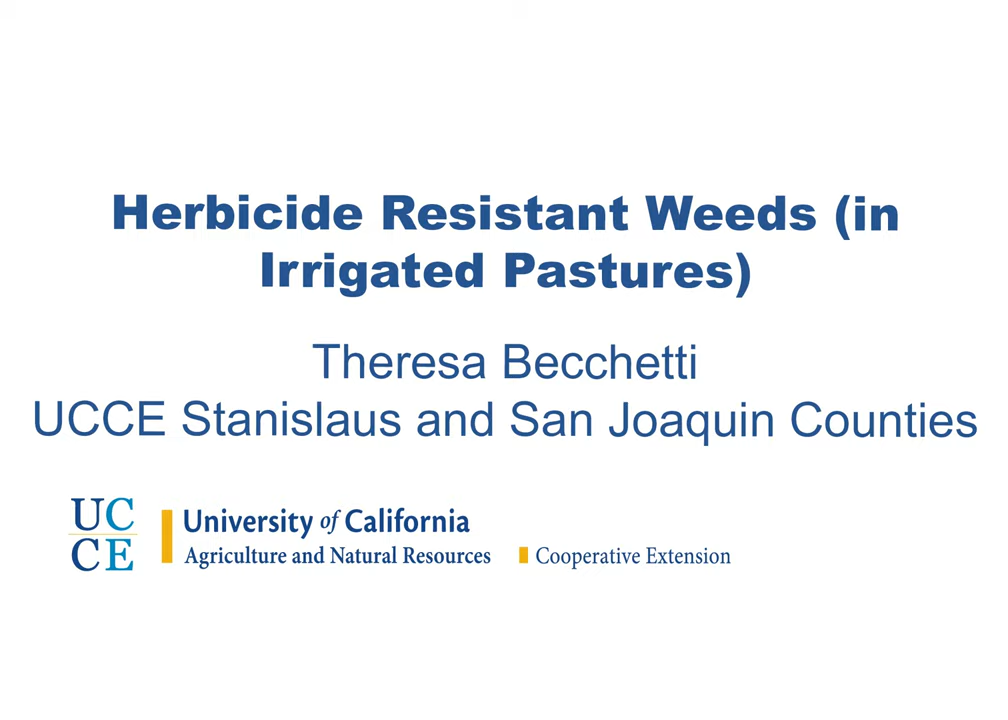 Herbicide Resistant Weeds (in
Irrigated Pastures)
Theresa Becchetti
UCCE Stanislaus and San Joaquin Counties
UC
CE
University of California
Agriculture and Natural Resources
Cooperative Extension